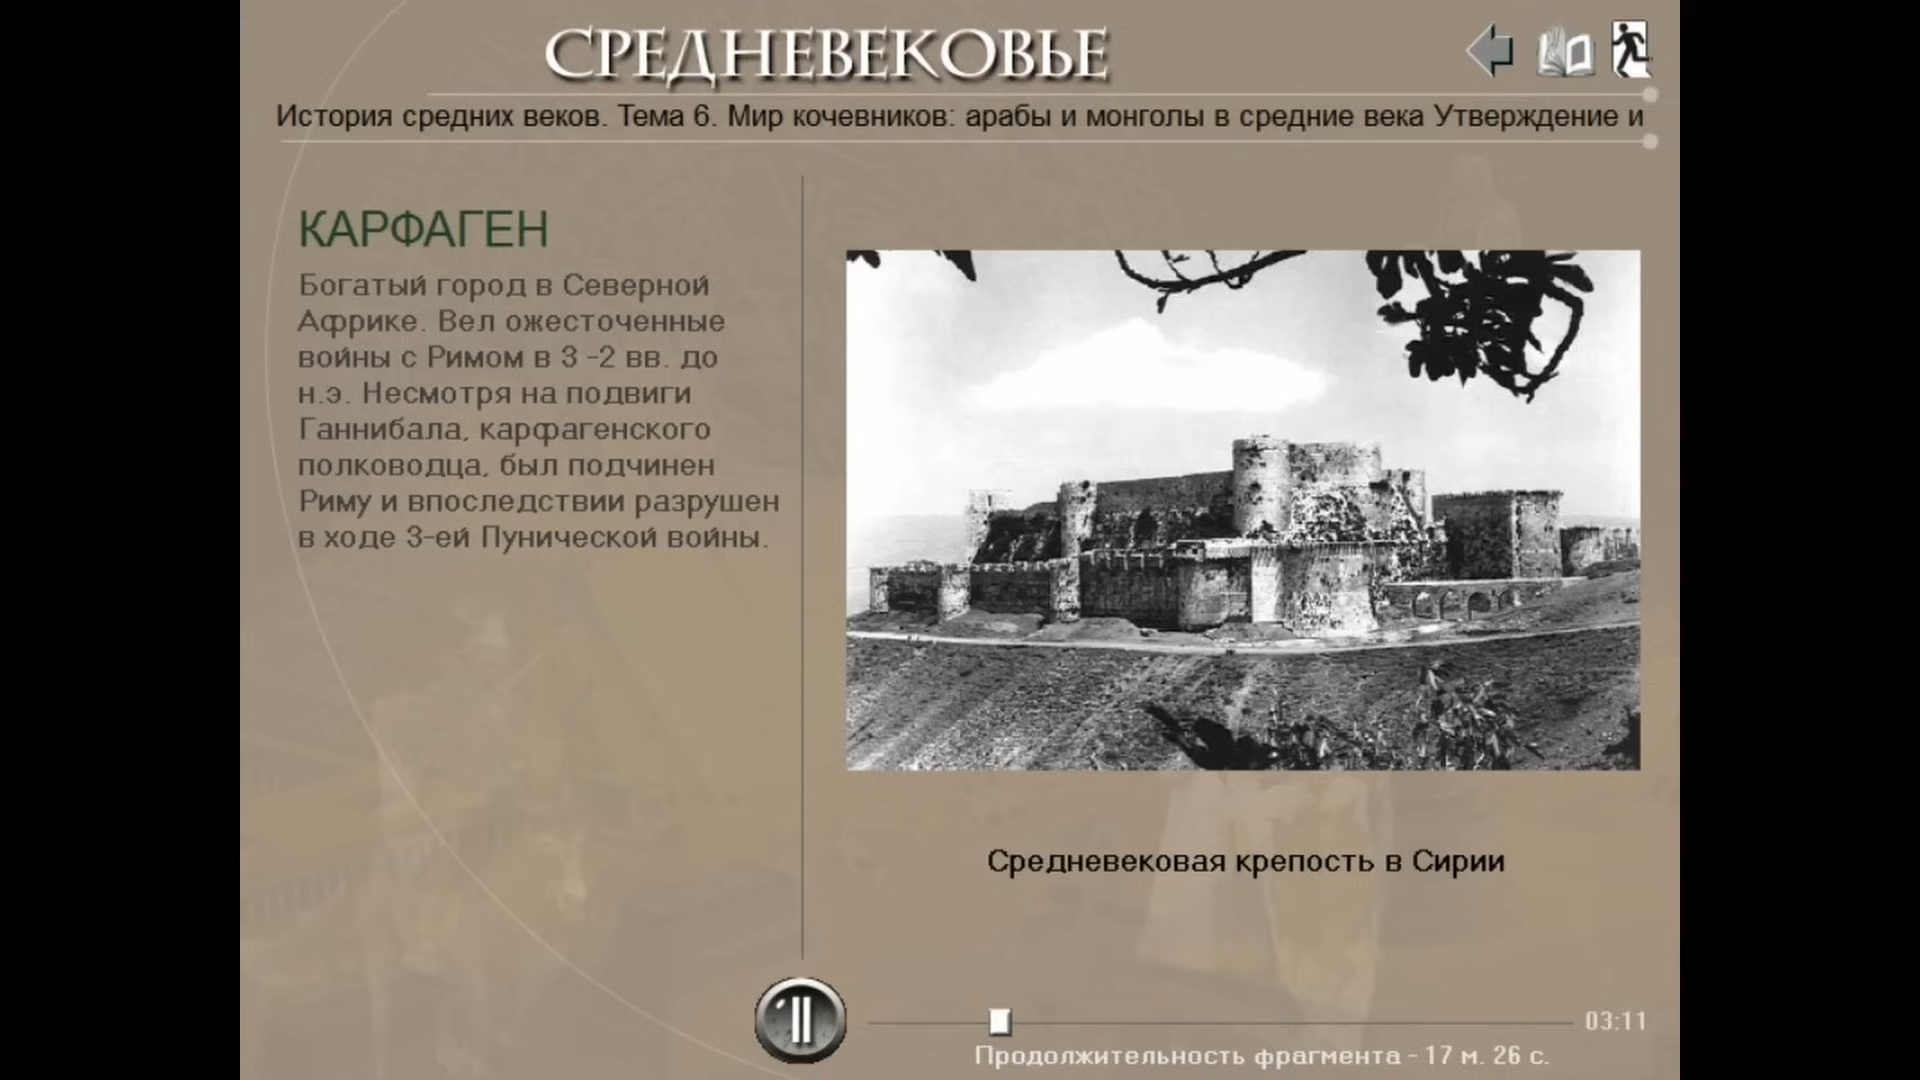 СРЕДНЕВЕКОВЬЕ
История средних веков. Тема 6. Мир кочевников: арабы и монголы в средние века Утверждение и
КАРФАГЕН
Богатый город в Северной
Африке. Вел ожесточенные
войны с Римом в 3 -2 вв. до
н.э. Несмотря на подвиги
Ганнибала, карфагенского
полководца, был подчинен
Риму и впоследствии разрушен
в ходе 3-ей Пунической войны.
Средневековая крепость в Сирии
03:11
Продолжительность фрагмента - 17 м. 26 с.